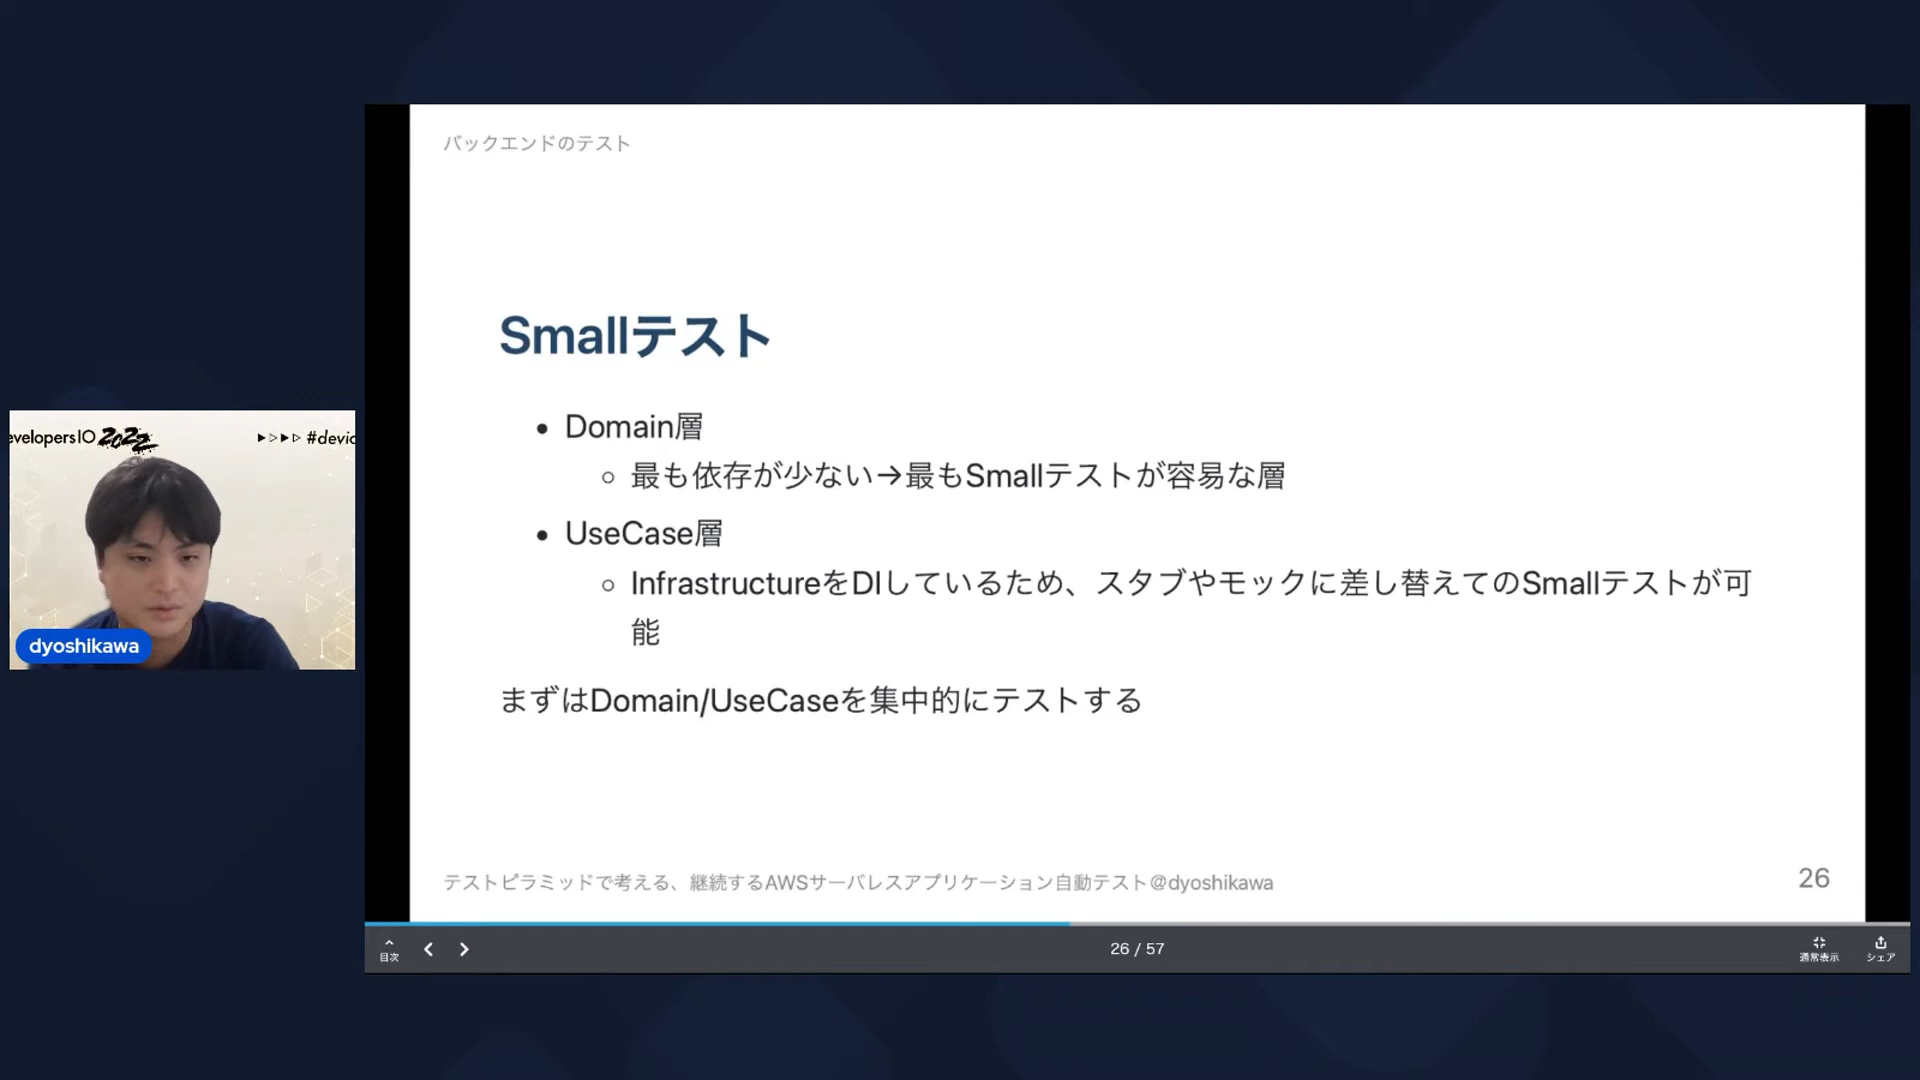 バックエンドのテスト
Smallテスト
• Domain層
○ 最も依存が少ない→最もSmallテストが容易な層
• UseCase層
○ InfrastructureをDIしているため、スタブやモックに差し替えてのSmallテストが可
能
まずはDomain/UseCaseを集中的にテストする
テストピラミッドで考える、継続するAWSサーバレスアプリケーション自動テスト@dyoshikawa
26
目次
26 / 57
通常表示
シェア
evelopersIO 2022
#devio
dyoshikawa